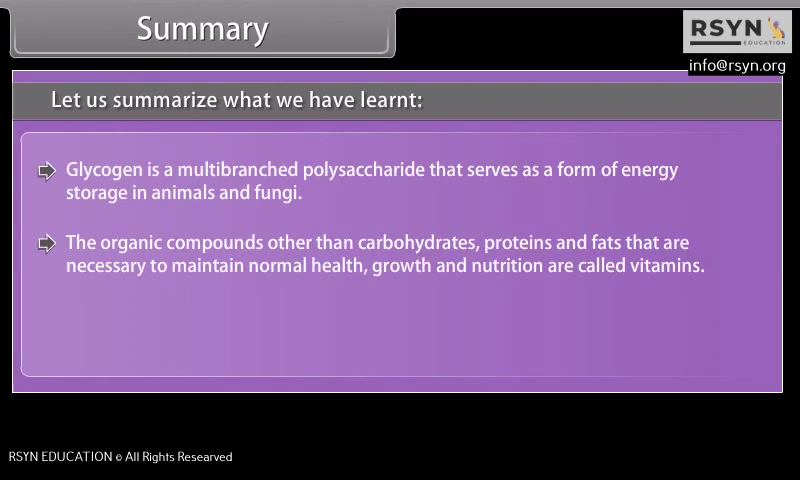 Summary
RSYN
EDUCATION
info@rsyn.org
Let us summarize what we have learnt:
Glycogen is a multibranched polysaccharide that serves as a form of energy
storage in animals and fungi.
The organic compounds other than carbohydrates, proteins and fats that are
necessary to maintain normal health, growth and nutrition are called vitamins.
RSYN EDUCATION © All Rights Researved